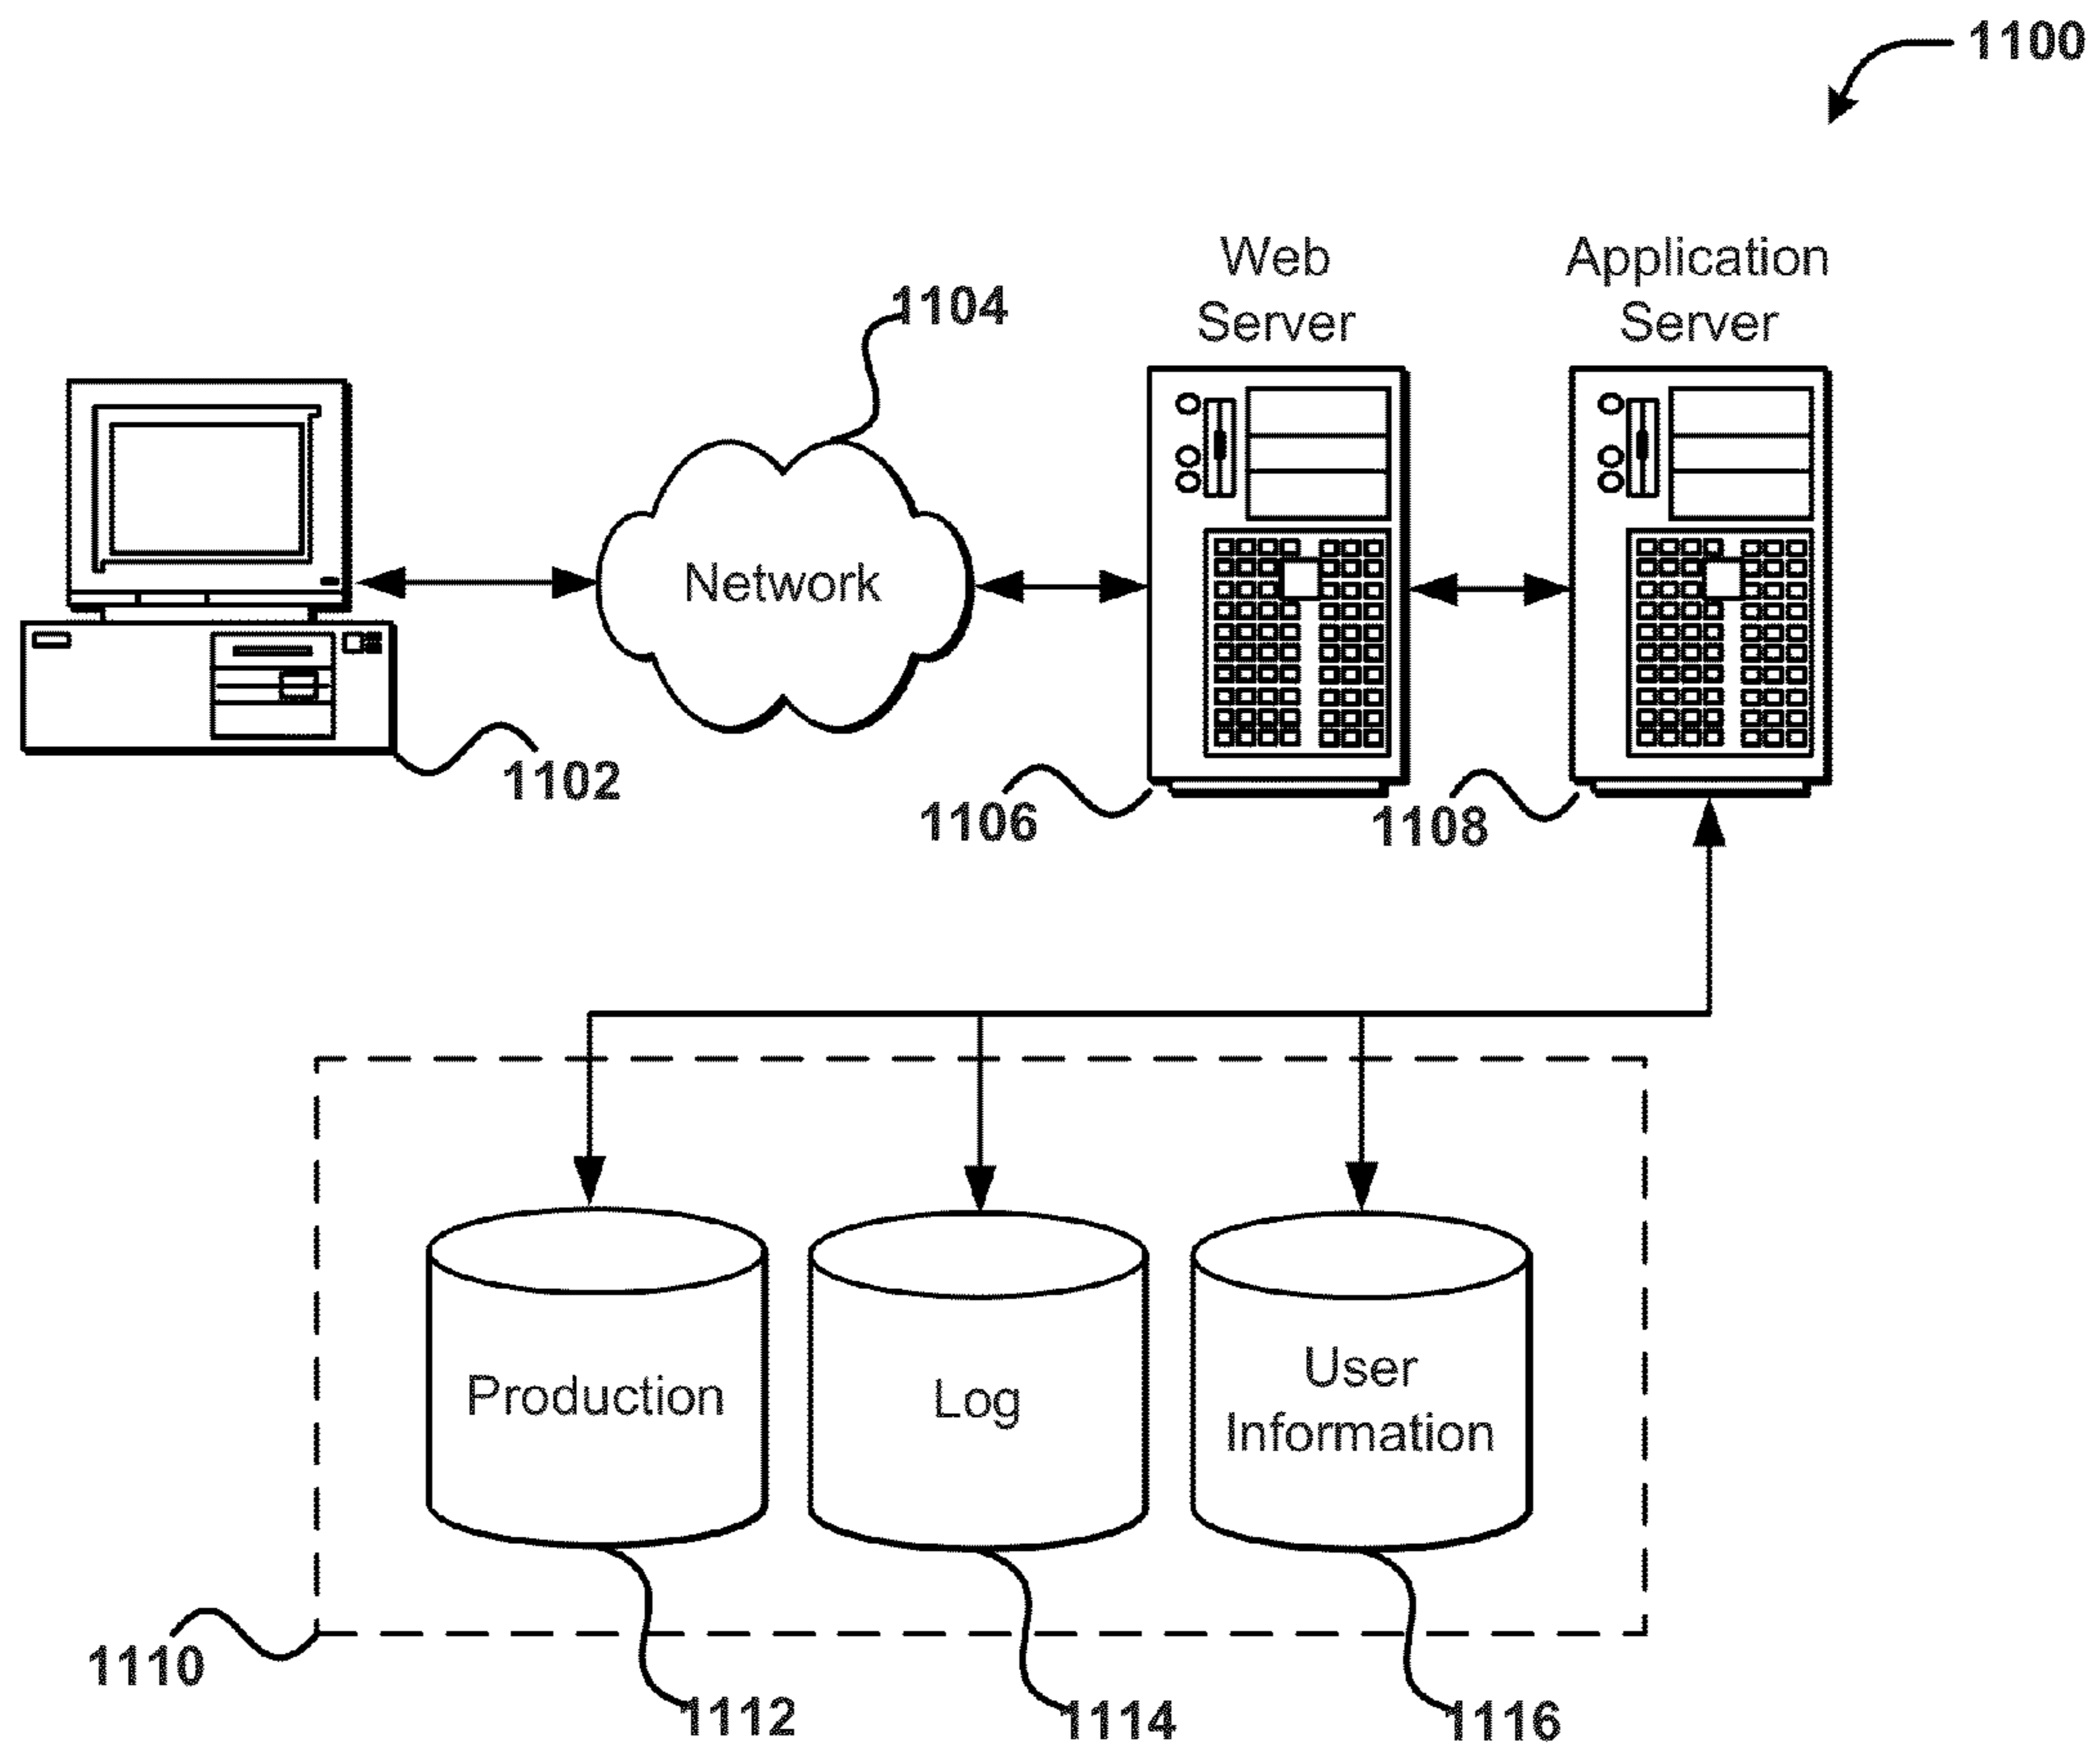 1100
Web
Server
Application
Server
1104
Network
1102
1106
1108
Production
Log
User
Information
1110
1112
1114
1116